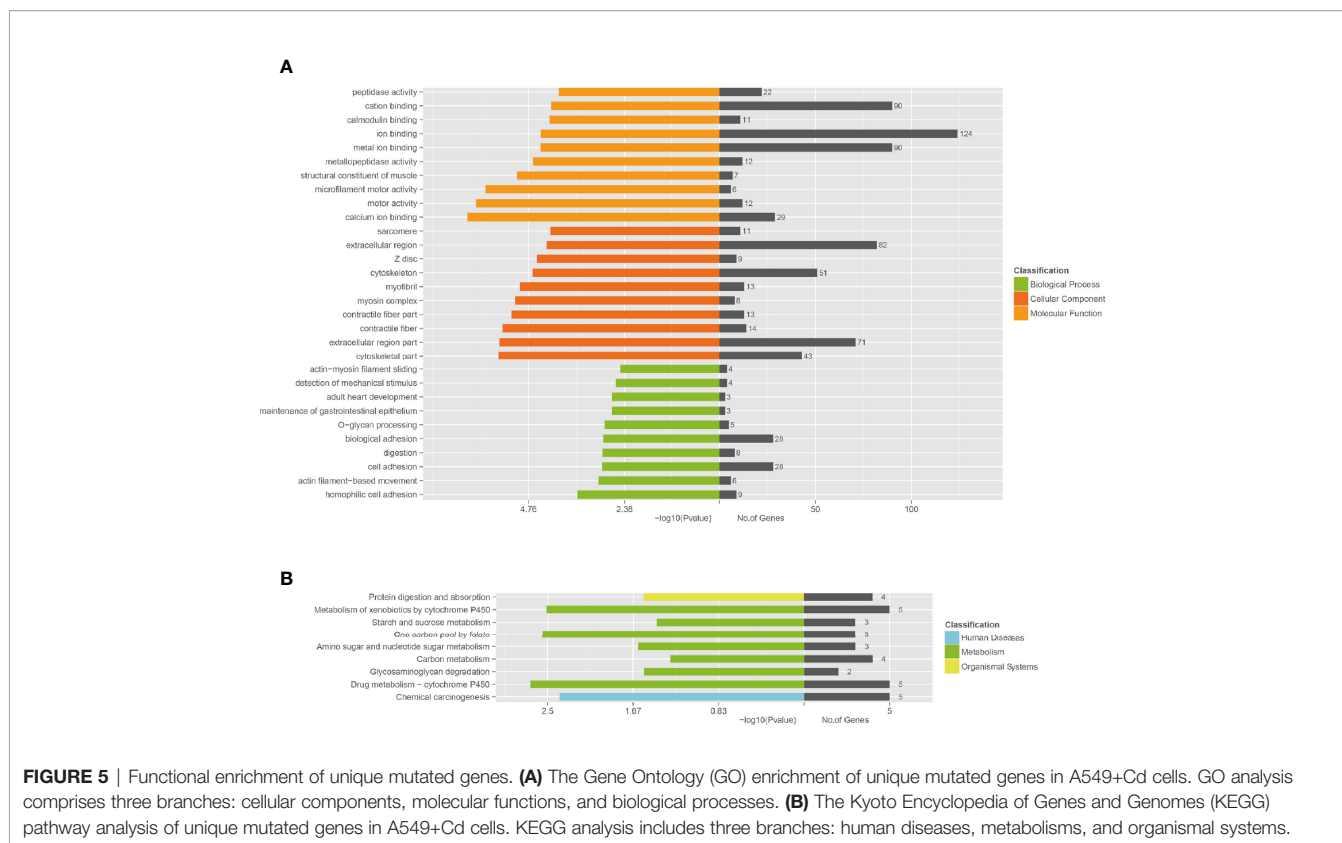 A
peptidase activity 22
cation binding 90
calmodulin binding 11
ion binding 124
metal ion binding 90
metallopeptidase activity 12
structural constituent of muscle 7
microfilament motor activity 6
motor activity 12
calcium ion binding 29
sarcomere 11
extracellular region 82
Z disc 9
cytoskeleton 51
myofibril 13
myosin complex 8
contractile fiber part 13
contractile fiber 14
extracellular region part 71
cytoskeletal part 43
actin−myosin filament sliding 4
detection of mechanical stimulus 4
adult heart development 3
maintenance of gastrointestinal epithelium 3
O−glycan processing 5
biological adhesion 28
digestion 8
cell adhesion 28
actin filament−based movement 6
homophilic cell adhesion 9
4.76 2.38 50 100
−log10(Pvalue) No.of Genes
Classification
Biological Process
Cellular Component
Molecular Function
B
Protein digestion and absorption 4
Metabolism of xenobiotics by cytochrome P450 5
Starch and sucrose metabolism 3
One carbon pool by folate 3
Amino sugar and nucleotide sugar metabolism 3
Carbon metabolism 4
Glycosaminoglycan degradation 2
Drug metabolism − cytochrome P450 5
Chemical carcinogenesis 5
2.5 1.67 0.83 5
−log10(Pvalue) No.of Genes
Classification
Human Diseases
Metabolism
Organismal Systems
FIGURE 5 | Functional enrichment of unique mutated genes. (A) The Gene Ontology (GO) enrichment of unique mutated genes in A549+Cd cells. GO analysis
comprises three branches: cellular components, molecular functions, and biological processes. (B) The Kyoto Encyclopedia of Genes and Genomes (KEGG)
pathway analysis of unique mutated genes in A549+Cd cells. KEGG analysis includes three branches: human diseases, metabolisms, and organismal systems.